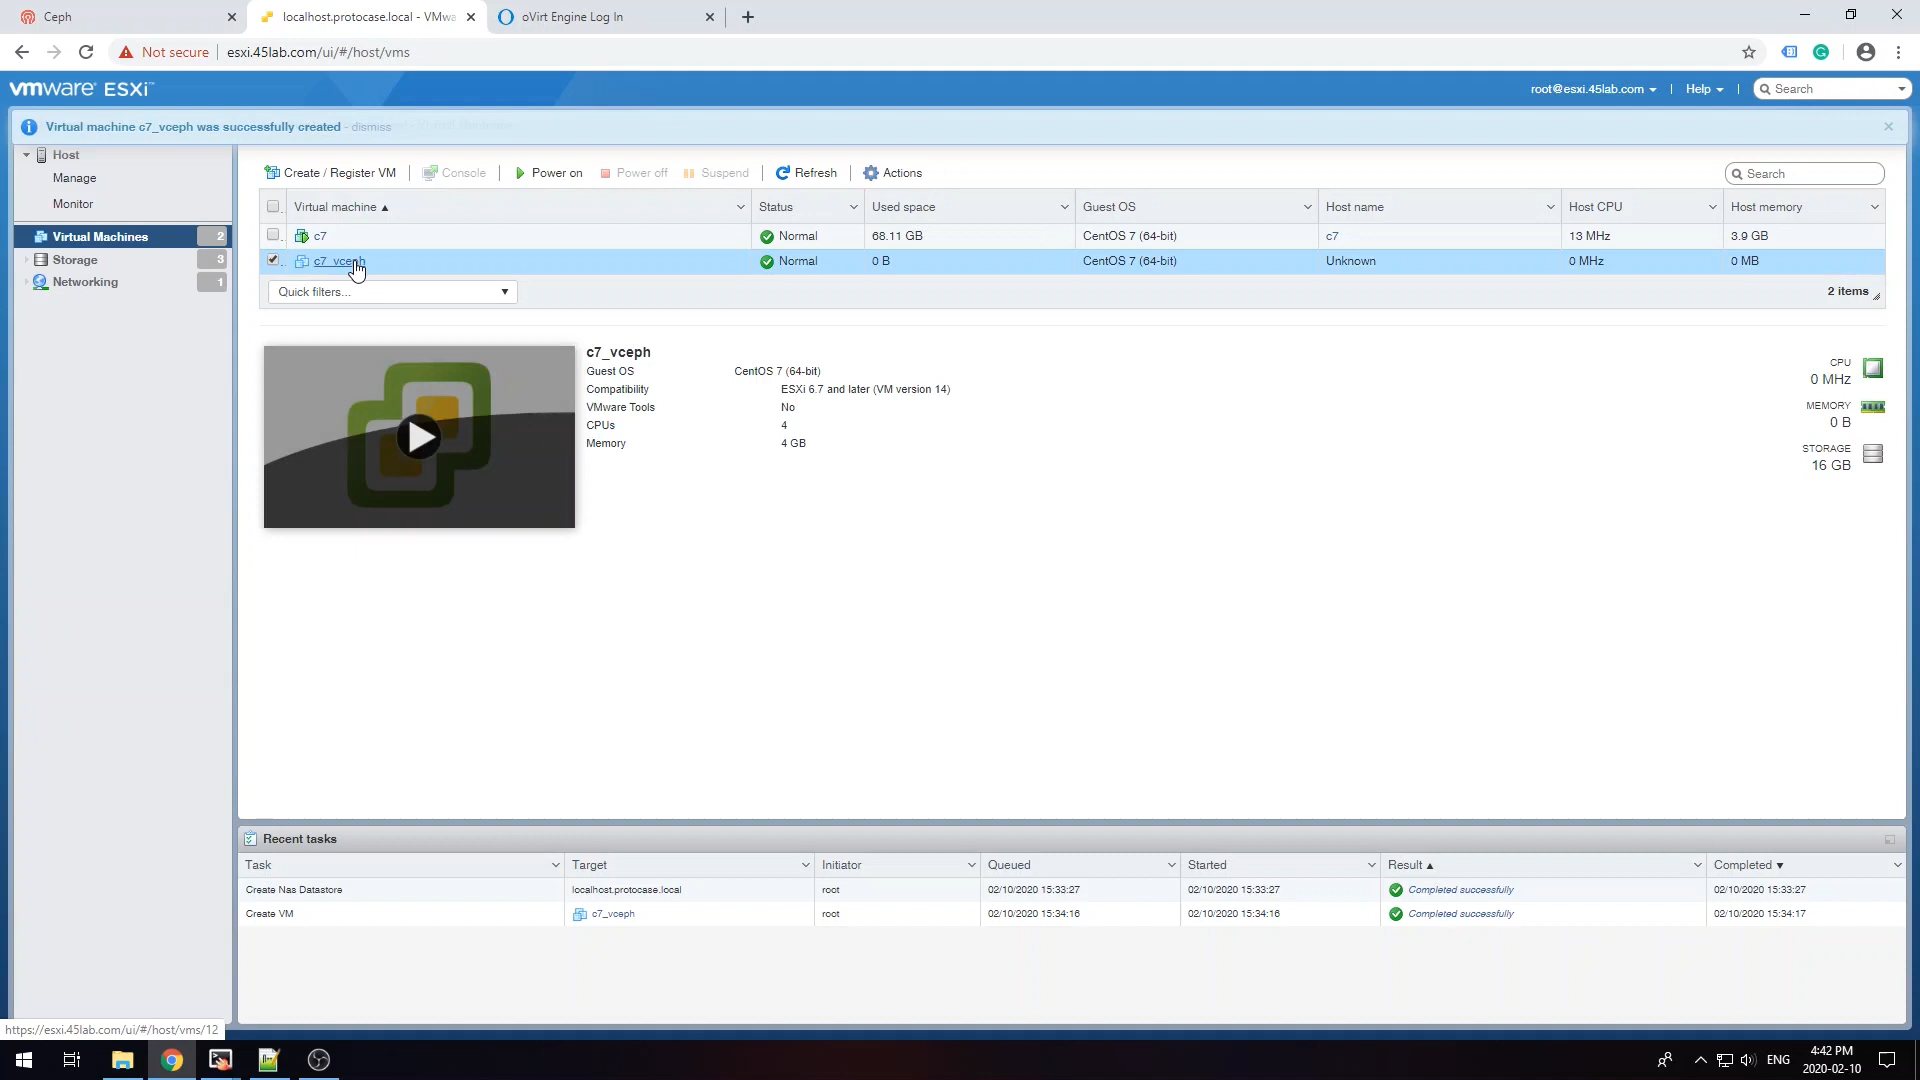 Ceph
localhost.protocase.local - VMwa
oVirt Engine Log In
Not secure
esxi.45lab.com/ui/#/host/vms
vmware ESXi™
root@esxi.45lab.com
Help
Search
Virtual machine c7_vceph was successfully created - dismiss
Host
Manage
Monitor
Virtual Machines 2
Storage 3
Networking 1
Create / Register VM
Console
Power on
Power off
Suspend
Refresh
Actions
Search
Virtual machine ▲ Status Used space Guest OS Host name Host CPU Host memory
c7 Normal 68.11 GB CentOS 7 (64-bit) c7 13 MHz 3.9 GB
c7_vceph Normal 0 B CentOS 7 (64-bit) Unknown 0 MHz 0 MB
Quick filters...
2 items
c7_vceph
Guest OS CentOS 7 (64-bit)
Compatibility ESXi 6.7 and later (VM version 14)
VMware Tools No
CPUs 4
Memory 4 GB
CPU
0 MHz
MEMORY
0 B
STORAGE
16 GB
Recent tasks
Task Target Initiator Queued Started Result ▲ Completed ▼
Create Nas Datastore localhost.protocase.local root 02/10/2020 15:33:27 02/10/2020 15:33:27 Completed successfully 02/10/2020 15:33:27
Create VM c7_vceph root 02/10/2020 15:34:16 02/10/2020 15:34:16 Completed successfully 02/10/2020 15:34:17
https://esxi.45lab.com/ui/#/host/vms/12
ENG
4:42 PM
2020-02-10